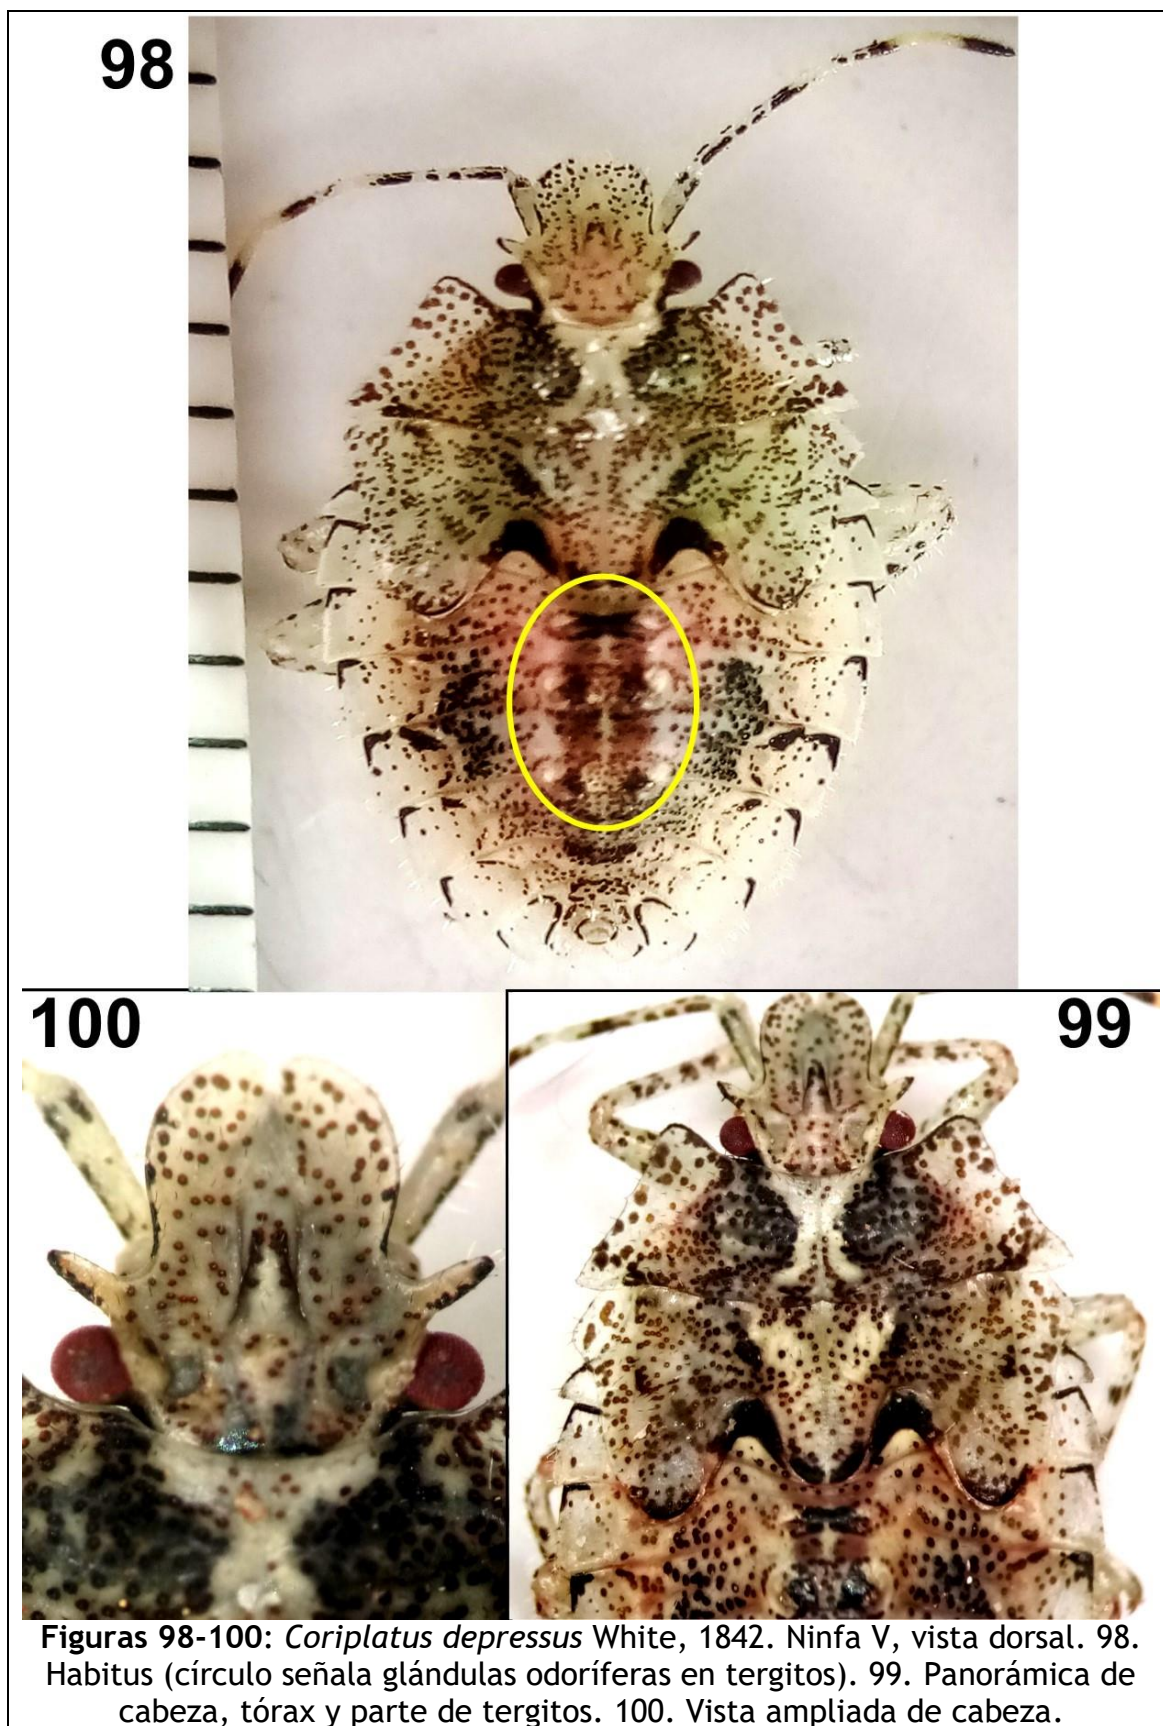 98
100
99
Figuras 98-100: Coriplatus depressus White, 1842. Ninfa V, vista dorsal. 98.
Habitus (círculo señala glándulas odoríferas en tergitos). 99. Panorámica de
cabeza, tórax y parte de tergitos. 100. Vista ampliada de cabeza.